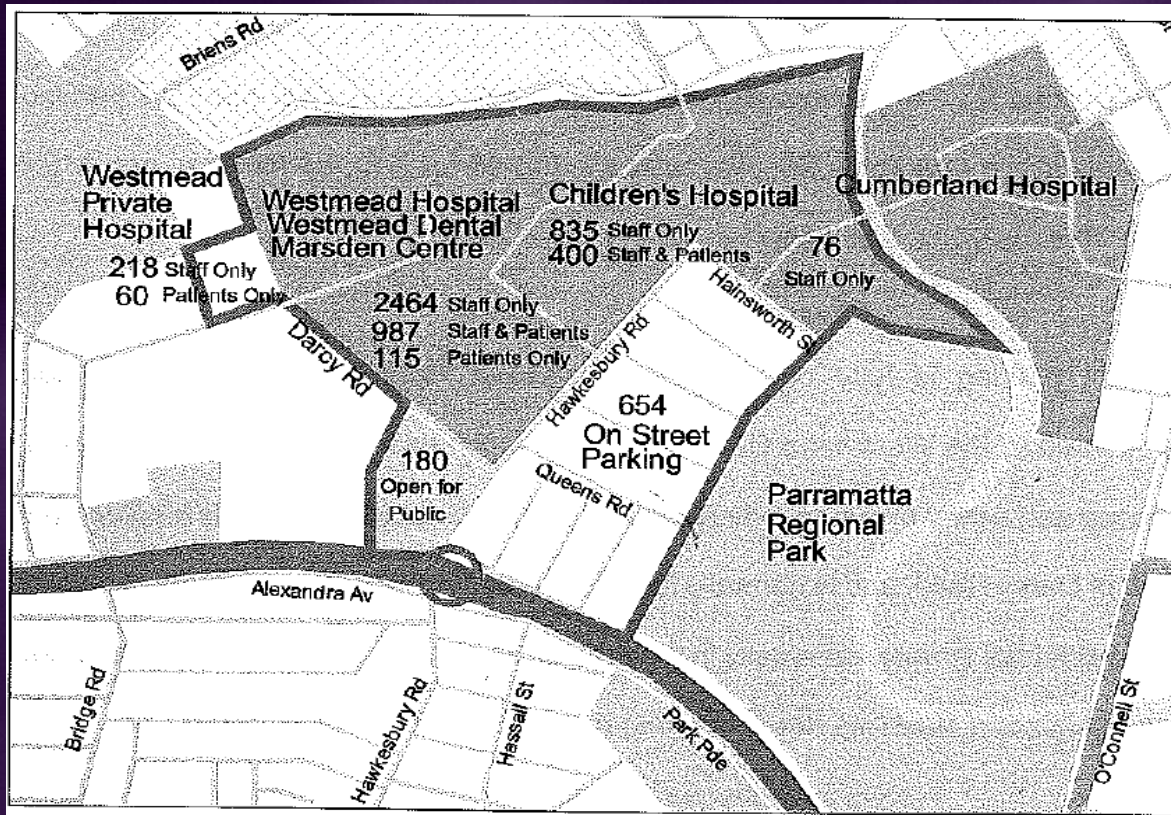 Briens Rd
Westmead
Private
Hospital
218 Staff Only
60 Patients Only
Westmead Hospital
Westmead Dental
Marsden Centre
2464 Staff Only
987 Staff & Patients
115 Patients Only
Children's Hospital
835 Staff Only
400 Staff & Patients
Cumberland Hospital
76
Staff Only
Hainsworth St
Darcy Rd
Hawkesbury Rd
654
On Street
Parking
180
Open for
Public
Queens Rd
Parramatta
Regional
Park
Alexandra Av
Bridge Rd
Hawkesbury Rd
Hassall St
Park Pde
O'Connell St